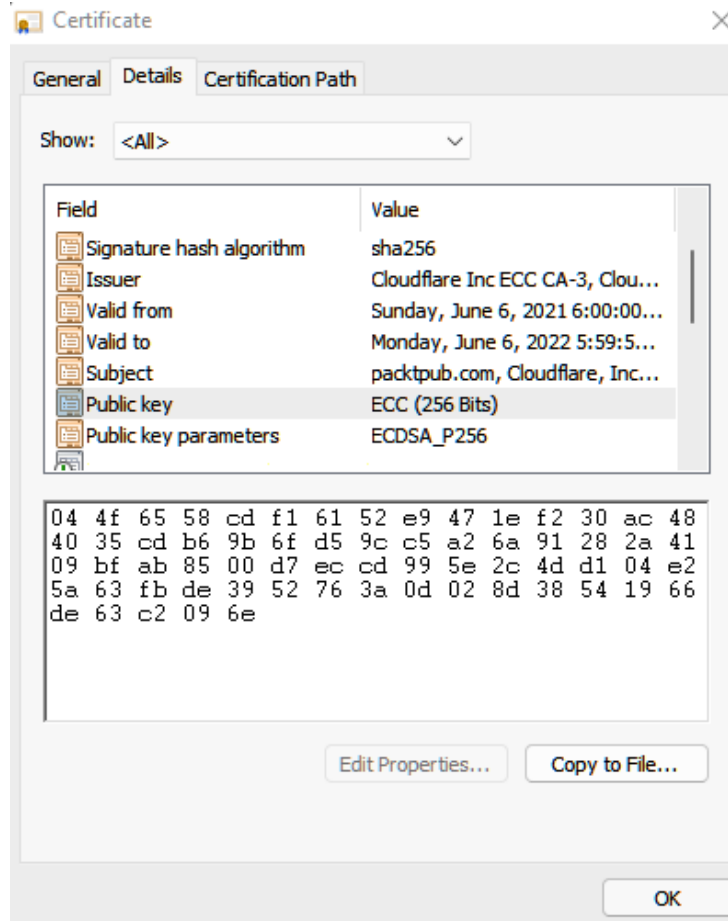 Certificate
General Details Certification Path
Show: <All>
Field Value
Signature hash algorithm sha256
Issuer Cloudflare Inc ECC CA-3, Clou...
Valid from Sunday, June 6, 2021 6:00:00...
Valid to Monday, June 6, 2022 5:59:5...
Subject packtpub.com, Cloudflare, Inc...
Public key ECC (256 Bits)
Public key parameters ECDSA_P256
04 4f 65 58 cd f1 61 52 e9 47 1e f2 30 ac 48
40 35 cd b6 9b 6f d5 9c c5 a2 6a 91 28 2a 41
09 bf ab 85 00 d7 ec cd 99 5e 2c 4d d1 04 e2
5a 63 fb de 39 52 76 3a 0d 02 8d 38 54 19 66
de 63 c2 09 6e
Edit Properties... Copy to File...
OK